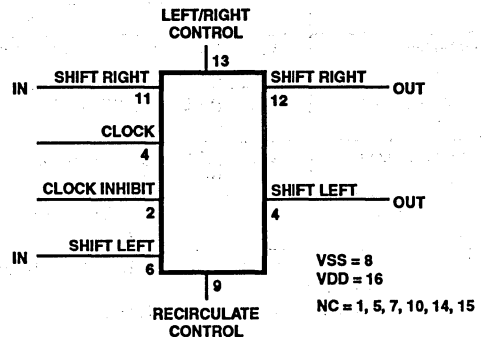 LEFT/RIGHT
CONTROL
13
IN SHIFT RIGHT SHIFT RIGHT OUT
11 12
CLOCK
4
CLOCK INHIBIT SHIFT LEFT OUT
2 4
IN SHIFT LEFT
6
VSS = 8
VDD = 16
9
NC = 1, 5, 7, 10, 14, 15
RECIRCULATE
CONTROL